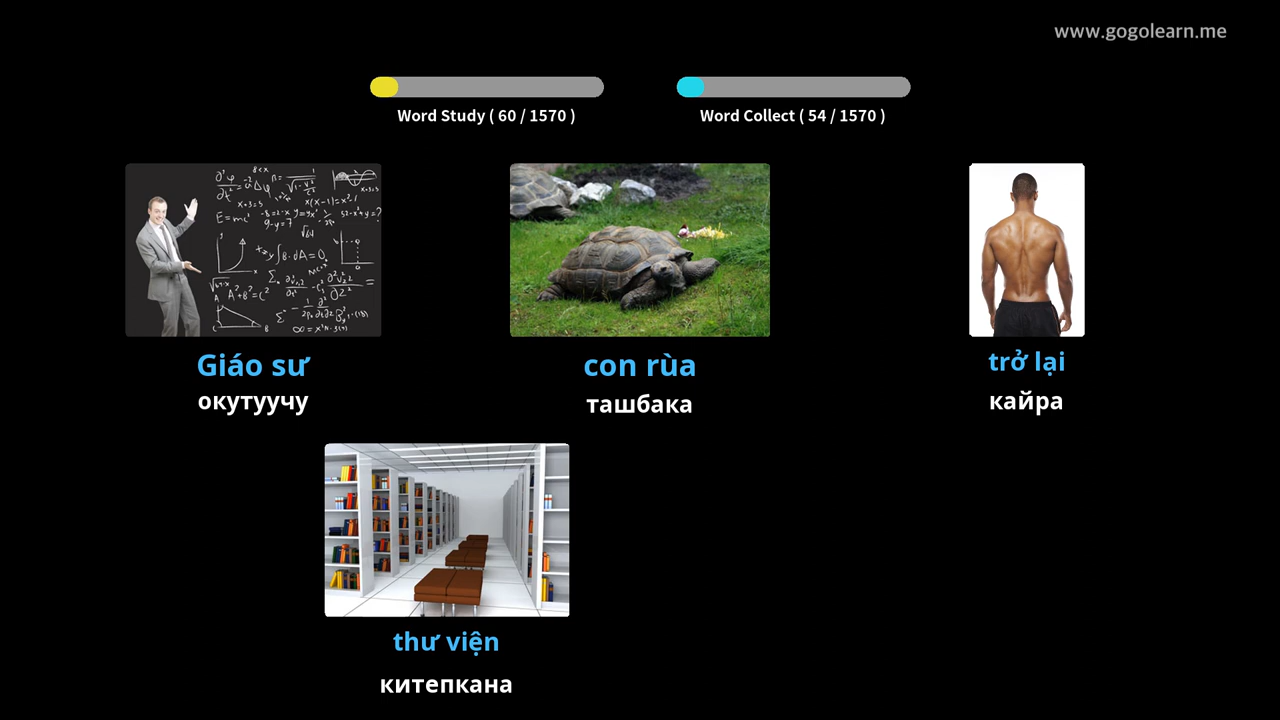 www.gogolearn.me
Word Study ( 60 / 1570 )
Word Collect ( 54 / 1570 )
Giáo sư
окутуучу
con rùa
ташбака
trở lại
кайра
thư viện
китепкана